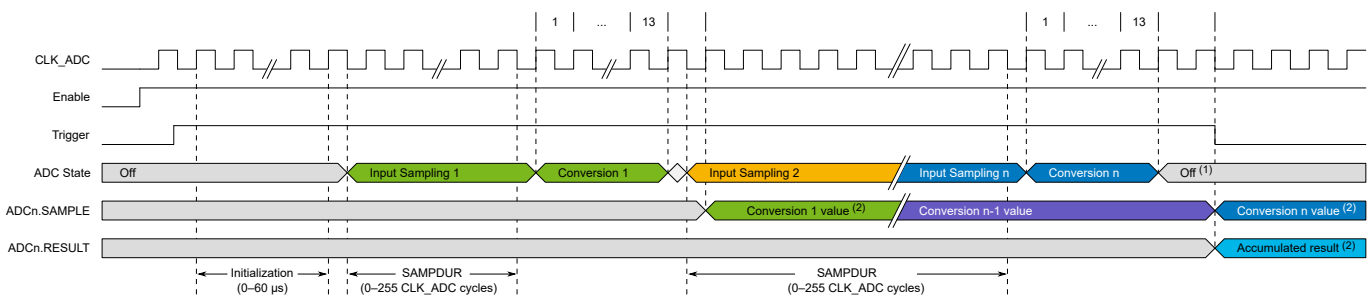 1 ... 13 1 ... 13
CLK_ADC
Enable
Trigger
ADC State Off Input Sampling 1 Conversion 1 Input Sampling 2 Input Sampling n Conversion n Off (1)
ADCn.SAMPLE Conversion 1 value (2) Conversion n-1 value Conversion n value (2)
ADCn.RESULT Accumulated result (2)
Initialization SAMPDUR SAMPDUR
(0–60 µs) (0–255 CLK_ADC cycles) (0–255 CLK_ADC cycles)